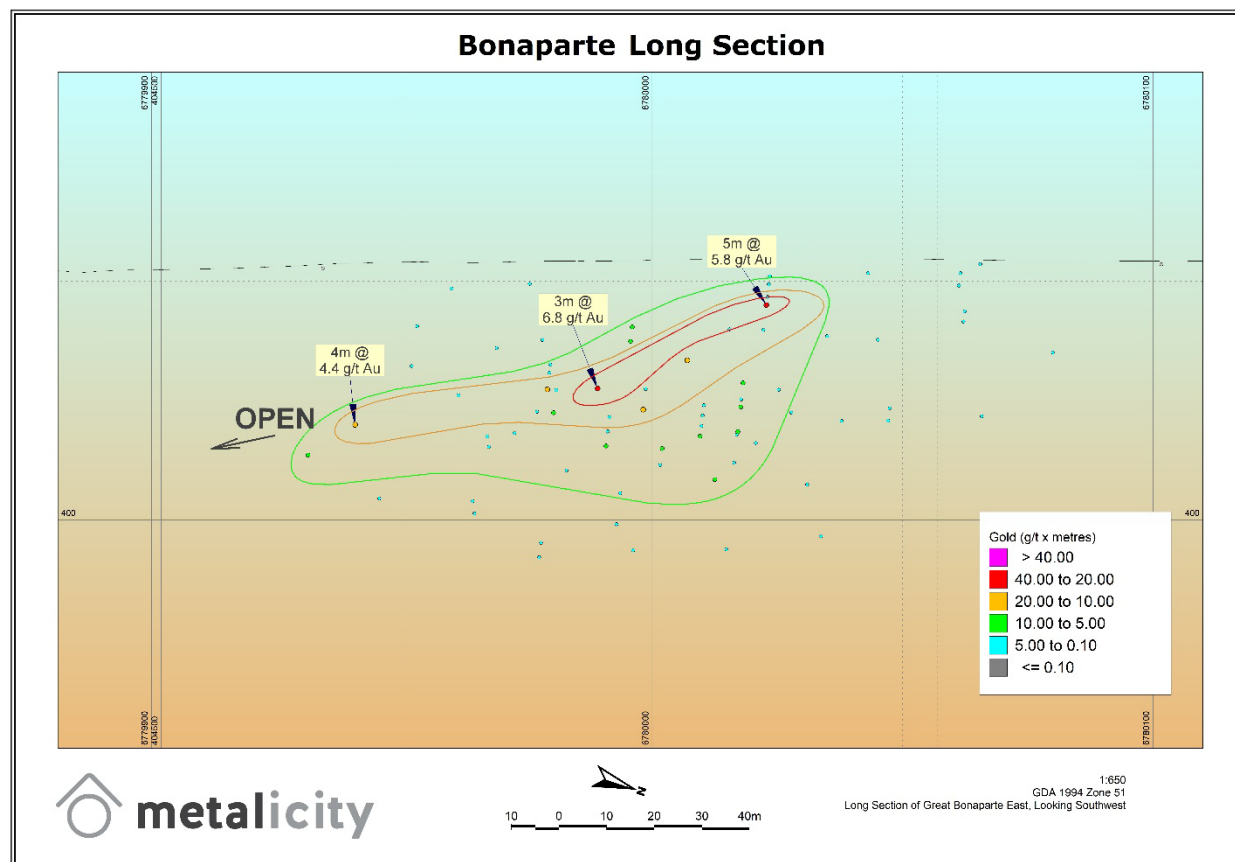 Bonaparte Long Section
6779900
404500
6780000
6780100
5m @
5.8 g/t Au
3m @
6.8 g/t Au
4m @
4.4 g/t Au
OPEN
400
400
Gold (g/t x metres)
> 40.00
40.00 to 20.00
20.00 to 10.00
10.00 to 5.00
5.00 to 0.10
<= 0.10
6779900
404500
6780000
6780100
metalicity
N
10 0 10 20 30 40m
1:650
GDA 1994 Zone 51
Long Section of Great Bonaparte East, Looking Southwest